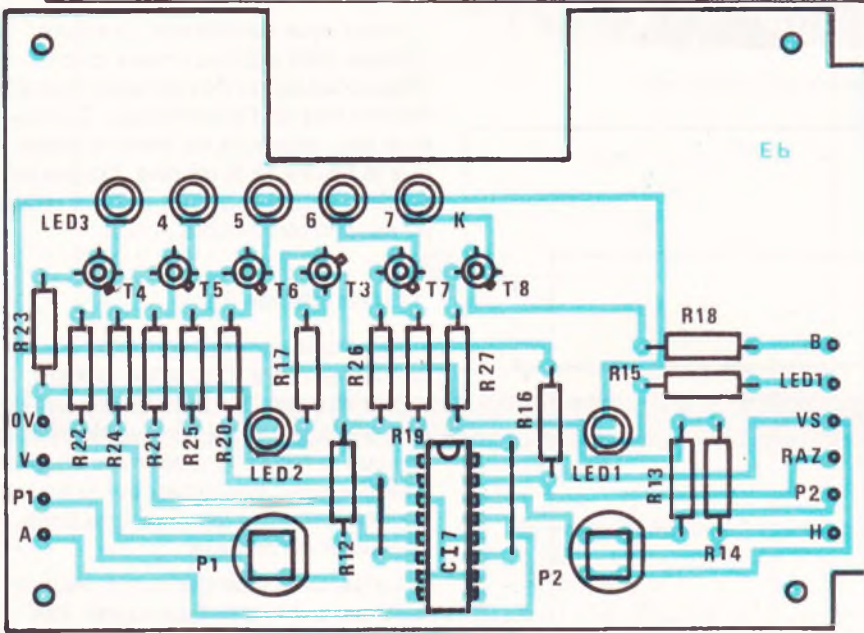 Eb
LED3 4 5 6 7 K
T4 T5 T6 T3 T7 T8
R23
R17
R26
R27
R18
B
R15
LED1
R16
0V
R22
R24
R21
R25
R20
R19
VS
V
LED2
LED1
R13
RAZ
P1
P2
A
R12
CI7
R14
H
P1
P2